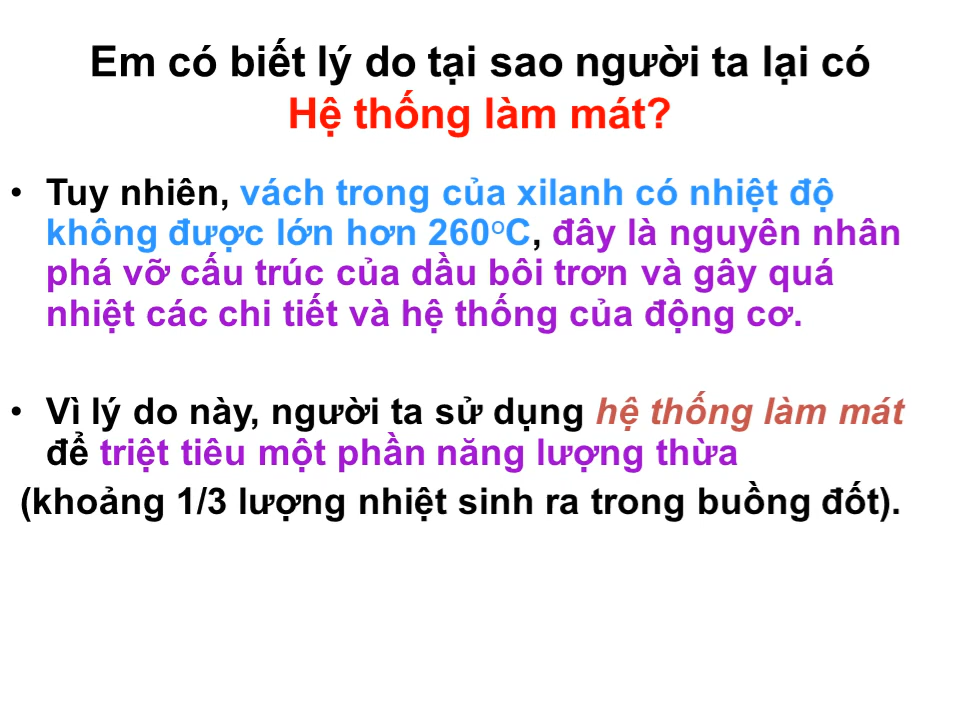 Em có biết lý do tại sao người ta lại có
Hệ thống làm mát?
• Tuy nhiên, vách trong của xilanh có nhiệt độ
không được lớn hơn 260ᴼC, đây là nguyên nhân
phá vỡ cấu trúc của dầu bôi trơn và gây quá
nhiệt các chi tiết và hệ thống của động cơ.
• Vì lý do này, người ta sử dụng hệ thống làm mát
để triệt tiêu một phần năng lượng thừa
(khoảng 1/3 lượng nhiệt sinh ra trong buồng đốt).